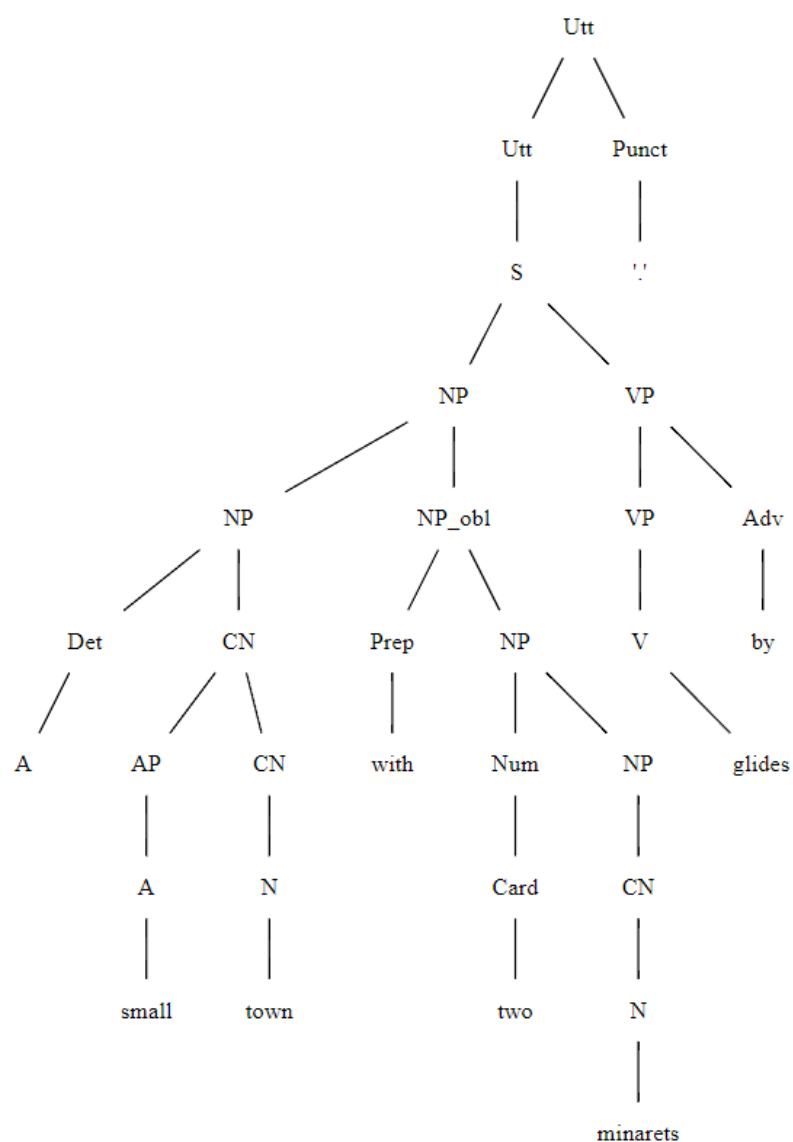 Utt
Utt Punct
S '.'
NP VP
NP NP_obl VP Adv
Det CN Prep NP V by
A AP CN with Num NP glides
A N Card CN
small town two N
minarets